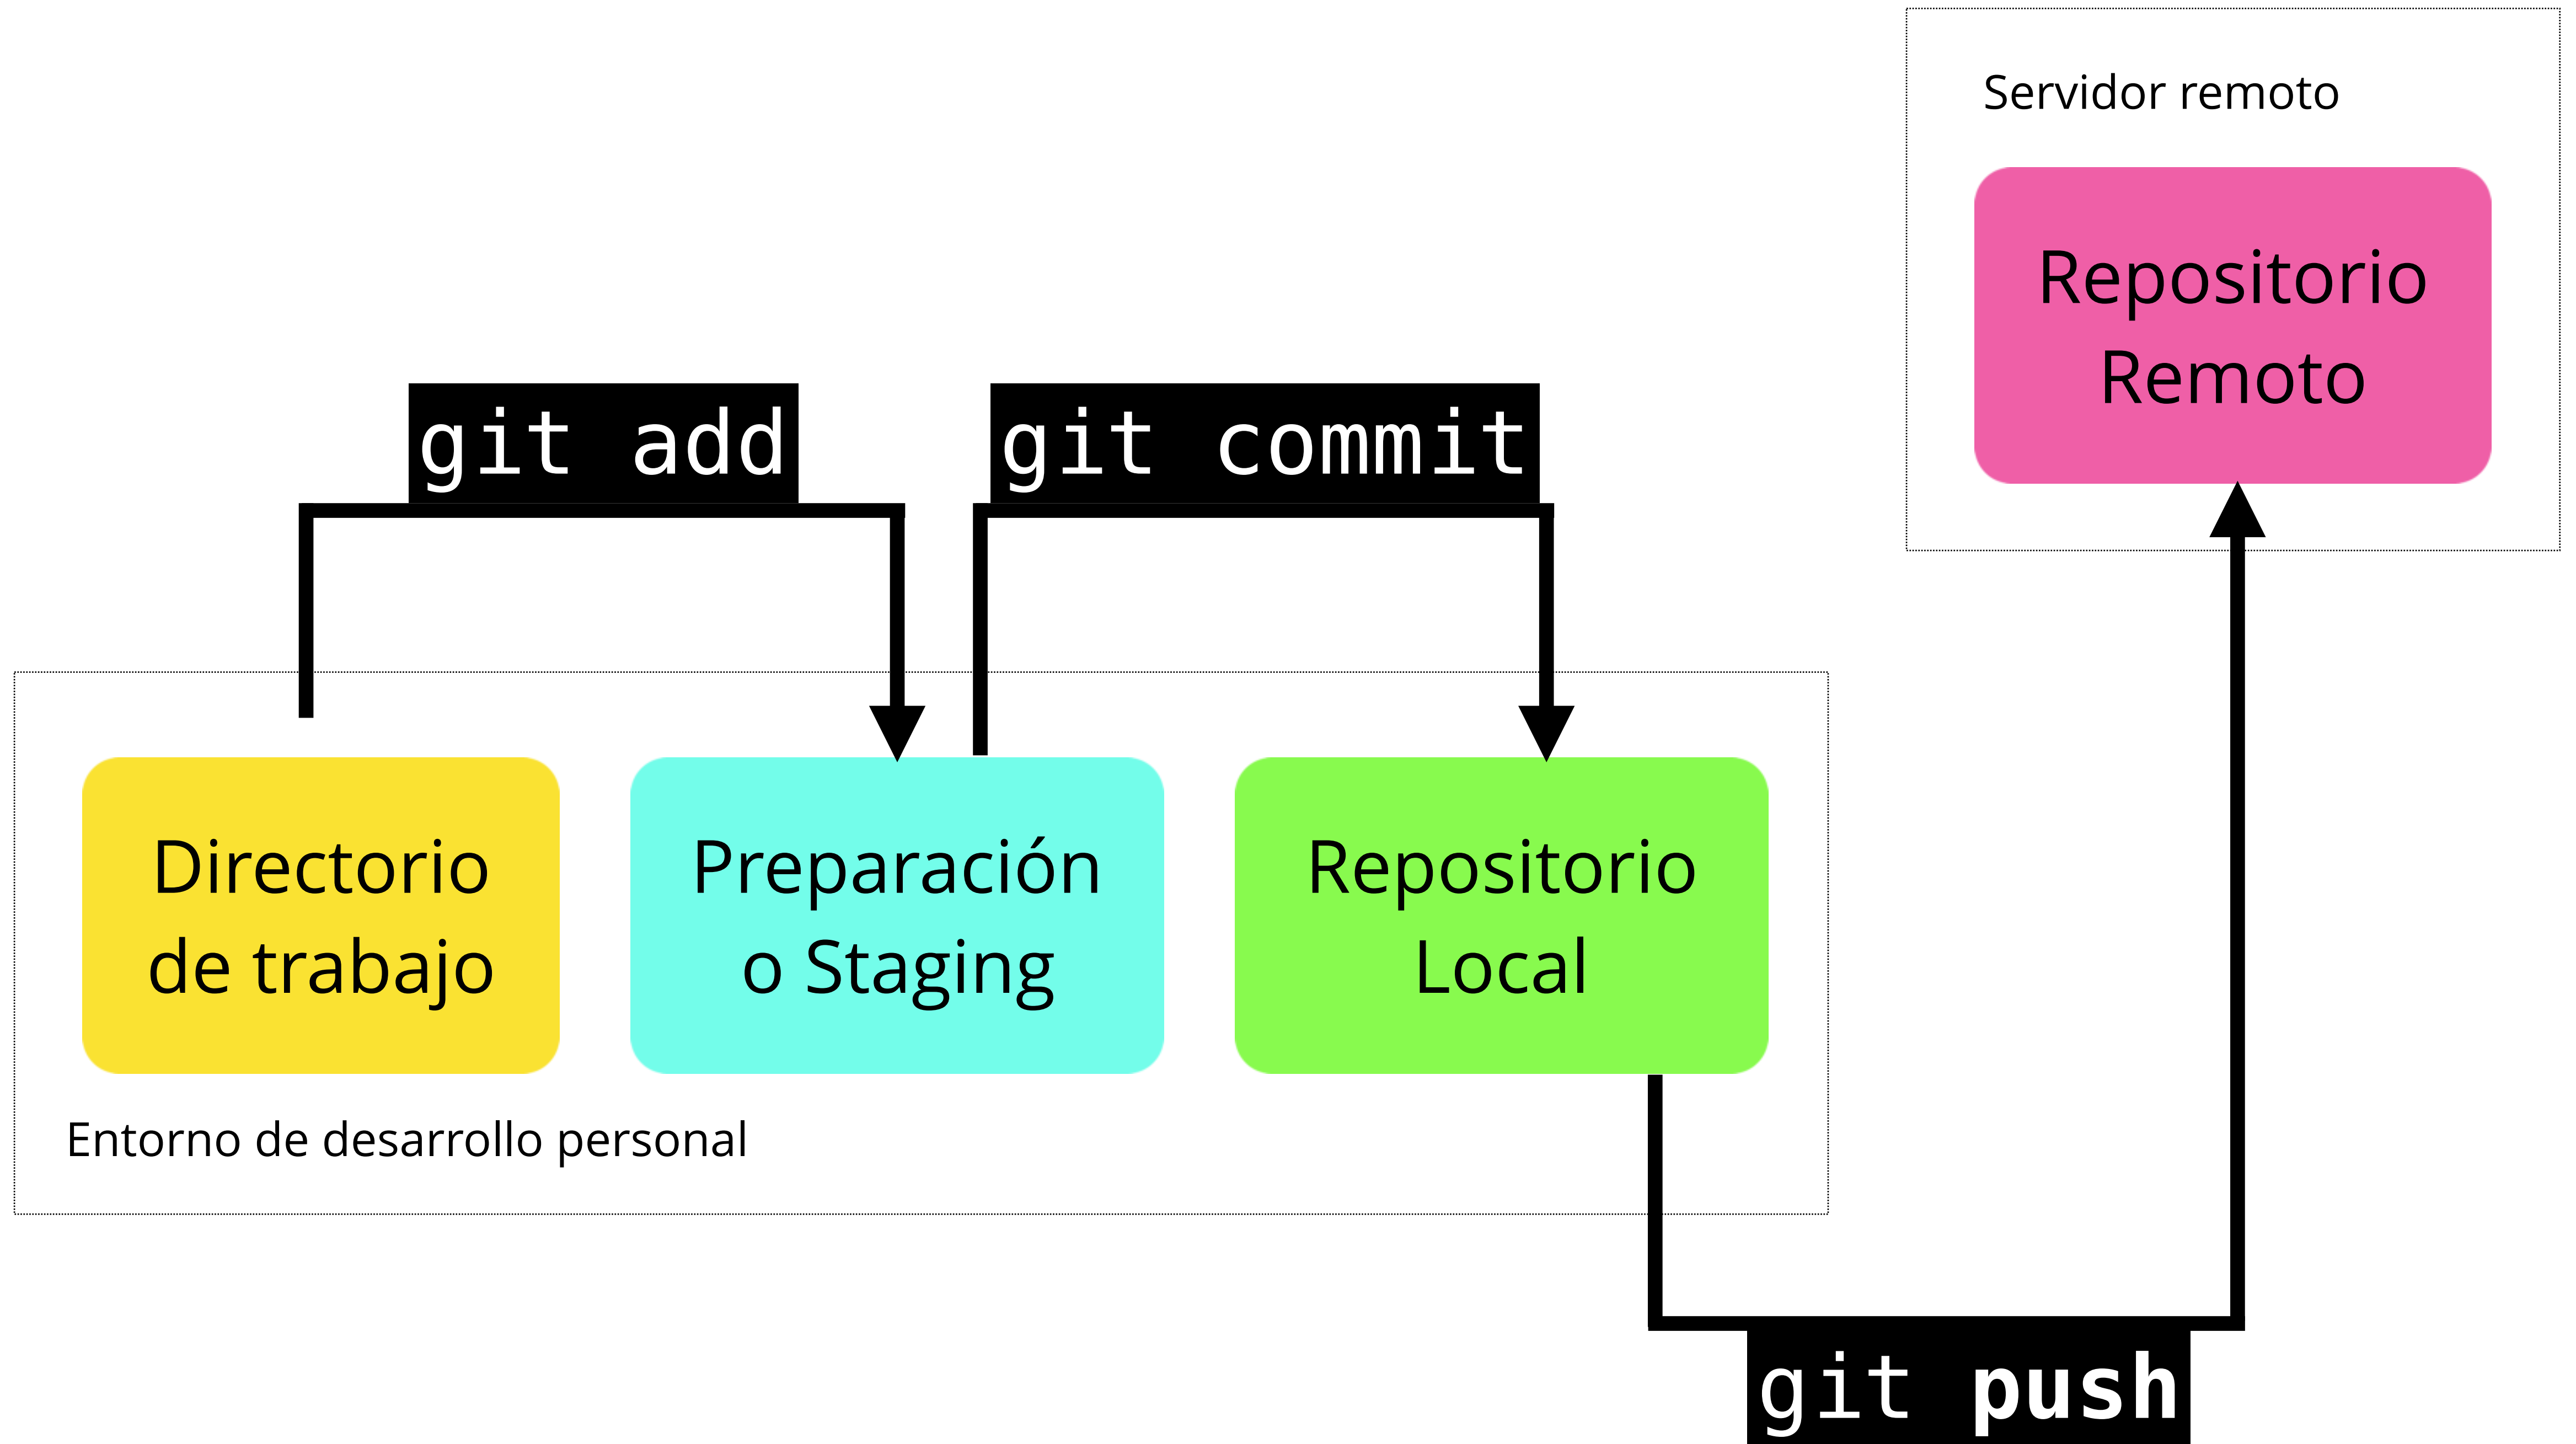 Servidor remoto
Repositorio
Remoto
git add
git commit
Directorio
de trabajo
Preparación
o Staging
Repositorio
Local
Entorno de desarrollo personal
git push